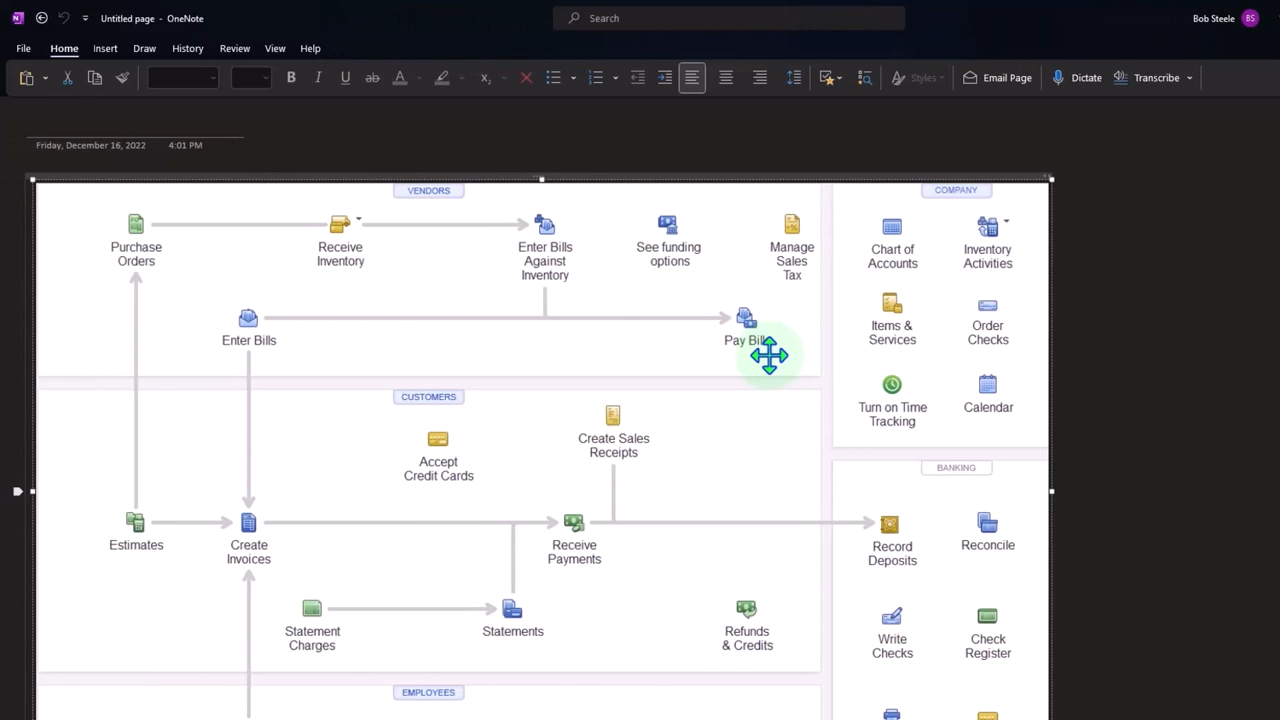 Untitled page - OneNote
Search
Bob Steele
BS
File
Home
Insert
Draw
History
Review
View
Help
Styles
Email Page
Dictate
Transcribe
Friday, December 16, 2022
4:01 PM
VENDORS
COMPANY
Purchase
Orders
Receive
Inventory
Enter Bills
Against
Inventory
See funding
options
Manage
Sales
Tax
Chart of
Accounts
Inventory
Activities
Enter Bills
Pay Bill
Items &
Services
Order
Checks
Turn on Time
Tracking
Calendar
CUSTOMERS
Accept
Credit Cards
Create Sales
Receipts
BANKING
Estimates
Create
Invoices
Receive
Payments
Record
Deposits
Reconcile
Statement
Charges
Statements
Refunds
& Credits
Write
Checks
Check
Register
EMPLOYEES